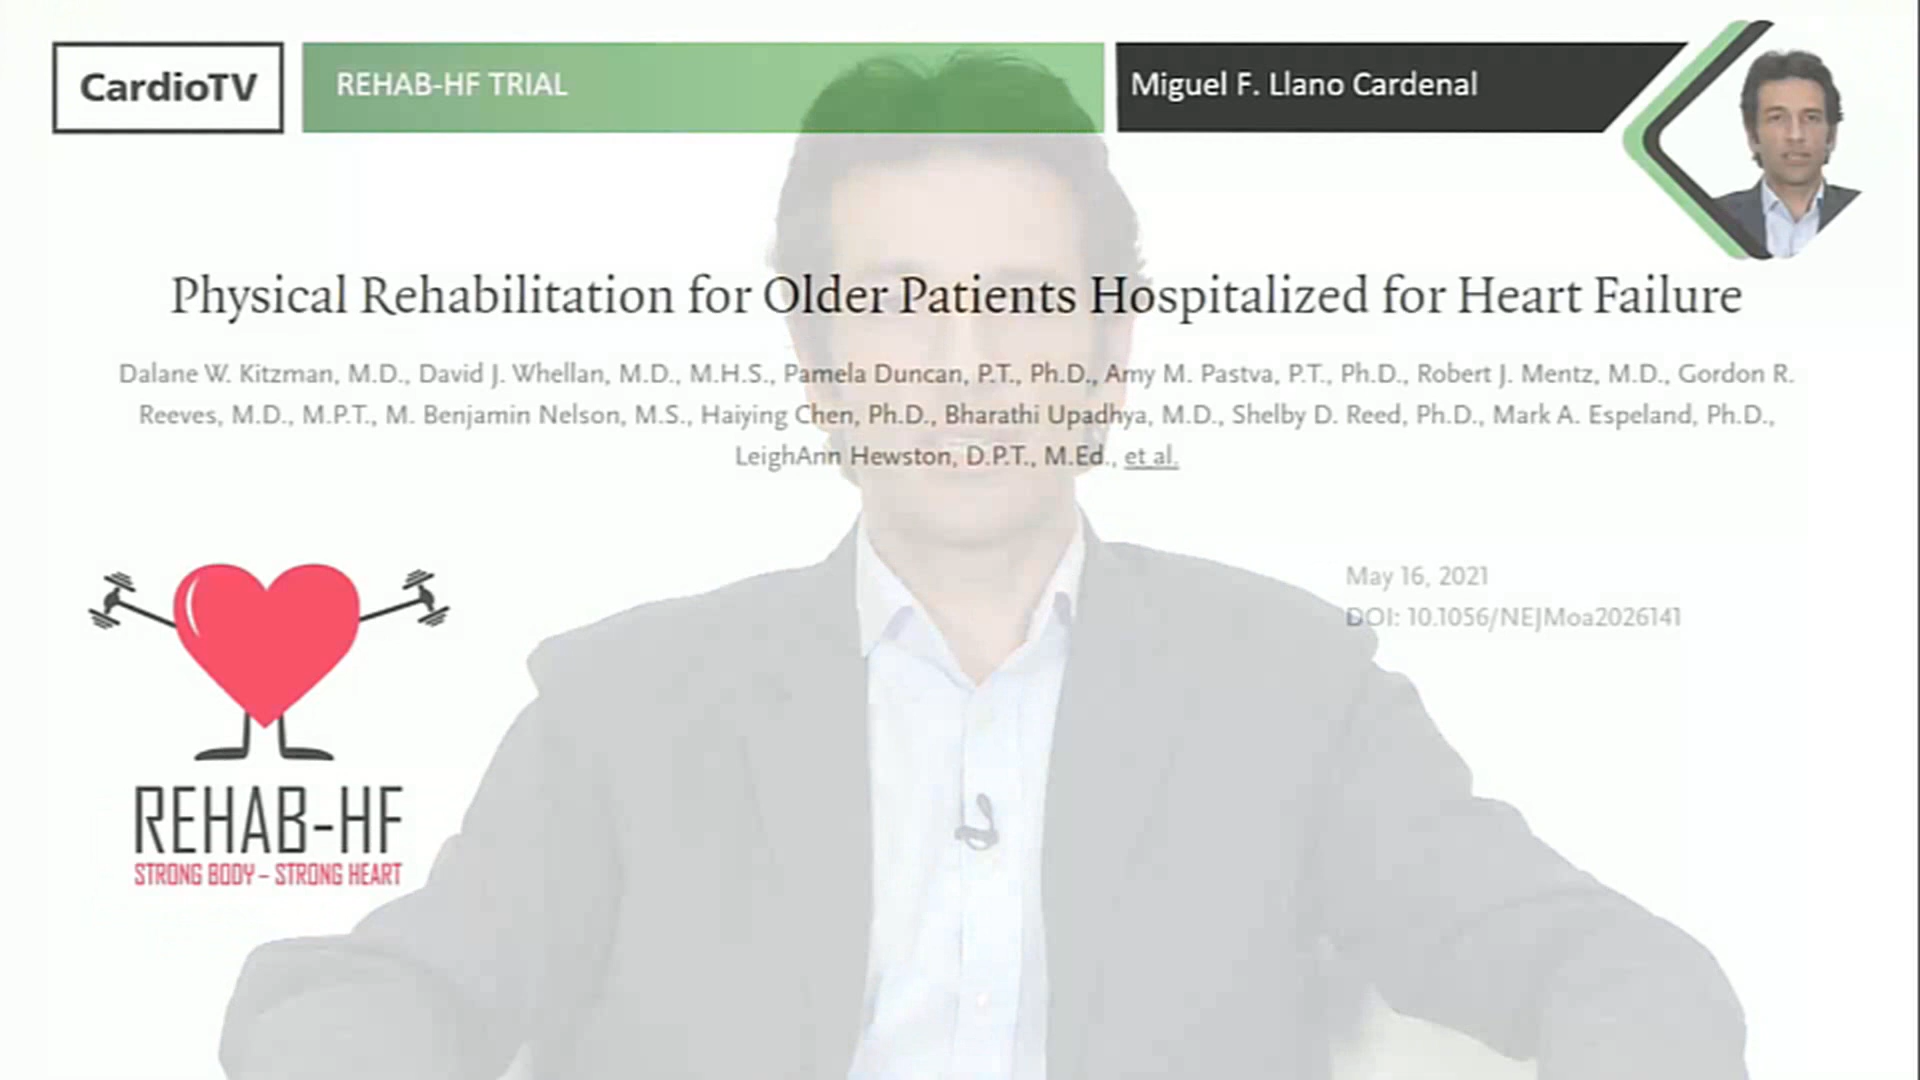 CardioTV
REHAB-HF TRIAL
Miguel F. Llano Cardenal
Physical Rehabilitation for Older Patients Hospitalized for Heart Failure
Dalane W. Kitzman, M.D., David J. Whellan, M.D., M.H.S., Pamela Duncan, P.T., Ph.D., Amy M. Pastva, P.T., Ph.D., Robert J. Mentz, M.D., Gordon R.
Reeves, M.D., M.P.T., M. Benjamin Nelson, M.S., Haiying Chen, Ph.D., Bharathi Upadhya, M.D., Shelby D. Reed, Ph.D., Mark A. Espeland, Ph.D.,
LeighAnn Hewston, D.P.T., M.Ed., et al.
May 16, 2021
DOI: 10.1056/NEJMoa2026141
REHAB-HF
STRONG BODY – STRONG HEART